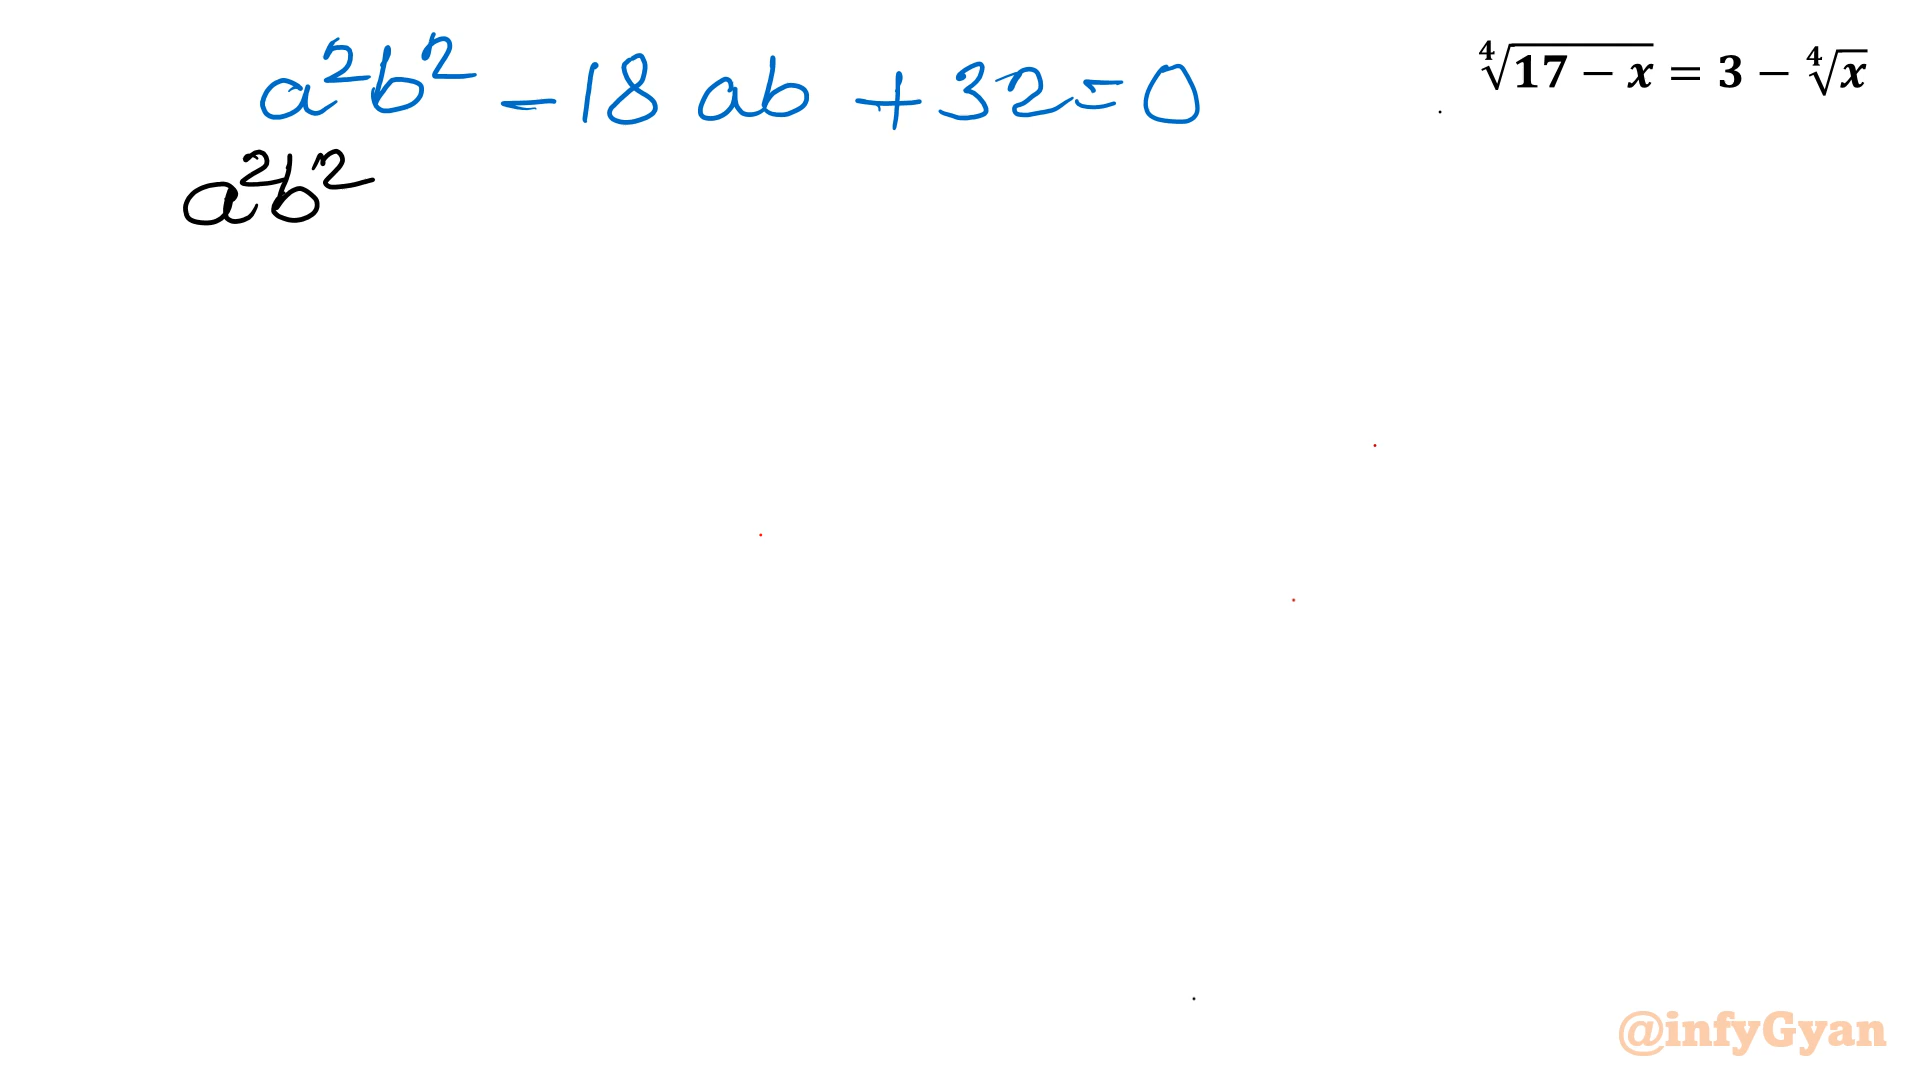 a²b² - 18 ab + 32 = 0
∜(17 − x) = 3 − ∜x
a²b²
@infyGyan